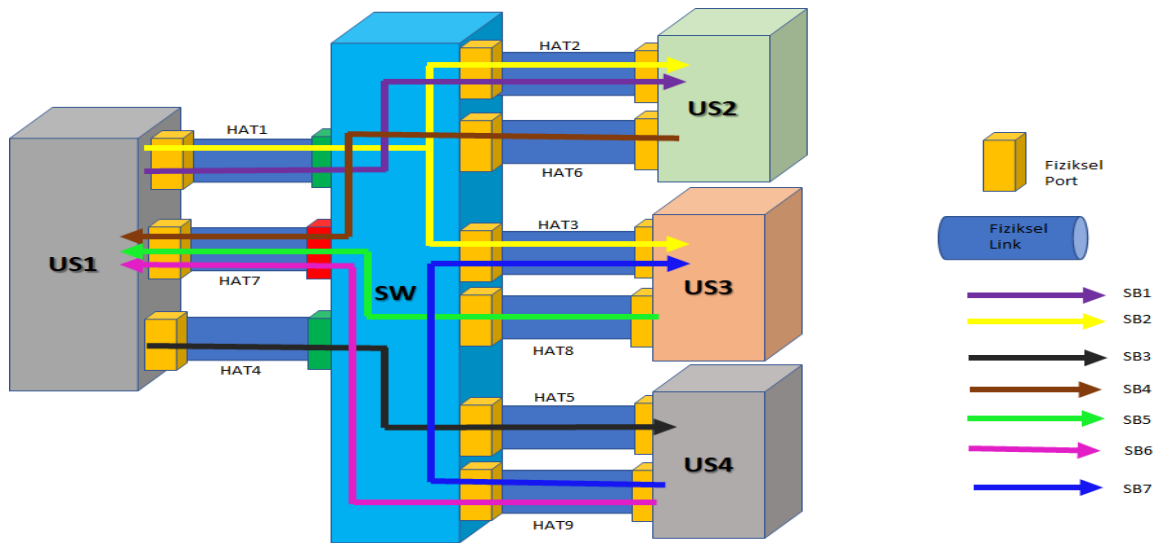 HAT1
HAT2
US2
HAT6
HAT3
US1
HAT7
SW
US3
HAT8
HAT4
HAT5
US4
HAT9
Fiziksel
Port
Fiziksel
Link
SB1
SB2
SB3
SB4
SB5
SB6
SB7